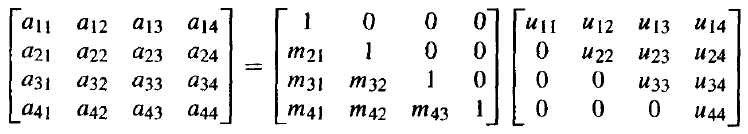 a11 a12 a13 a14   1 0 0 0   u11 u12 u13 u14
a21 a22 a23 a24   m21 1 0 0   0 u22 u23 u24
a31 a32 a33 a34 = m31 m32 1 0   0 0 u33 u34
a41 a42 a43 a44   m41 m42 m43 1   0 0 0 u44